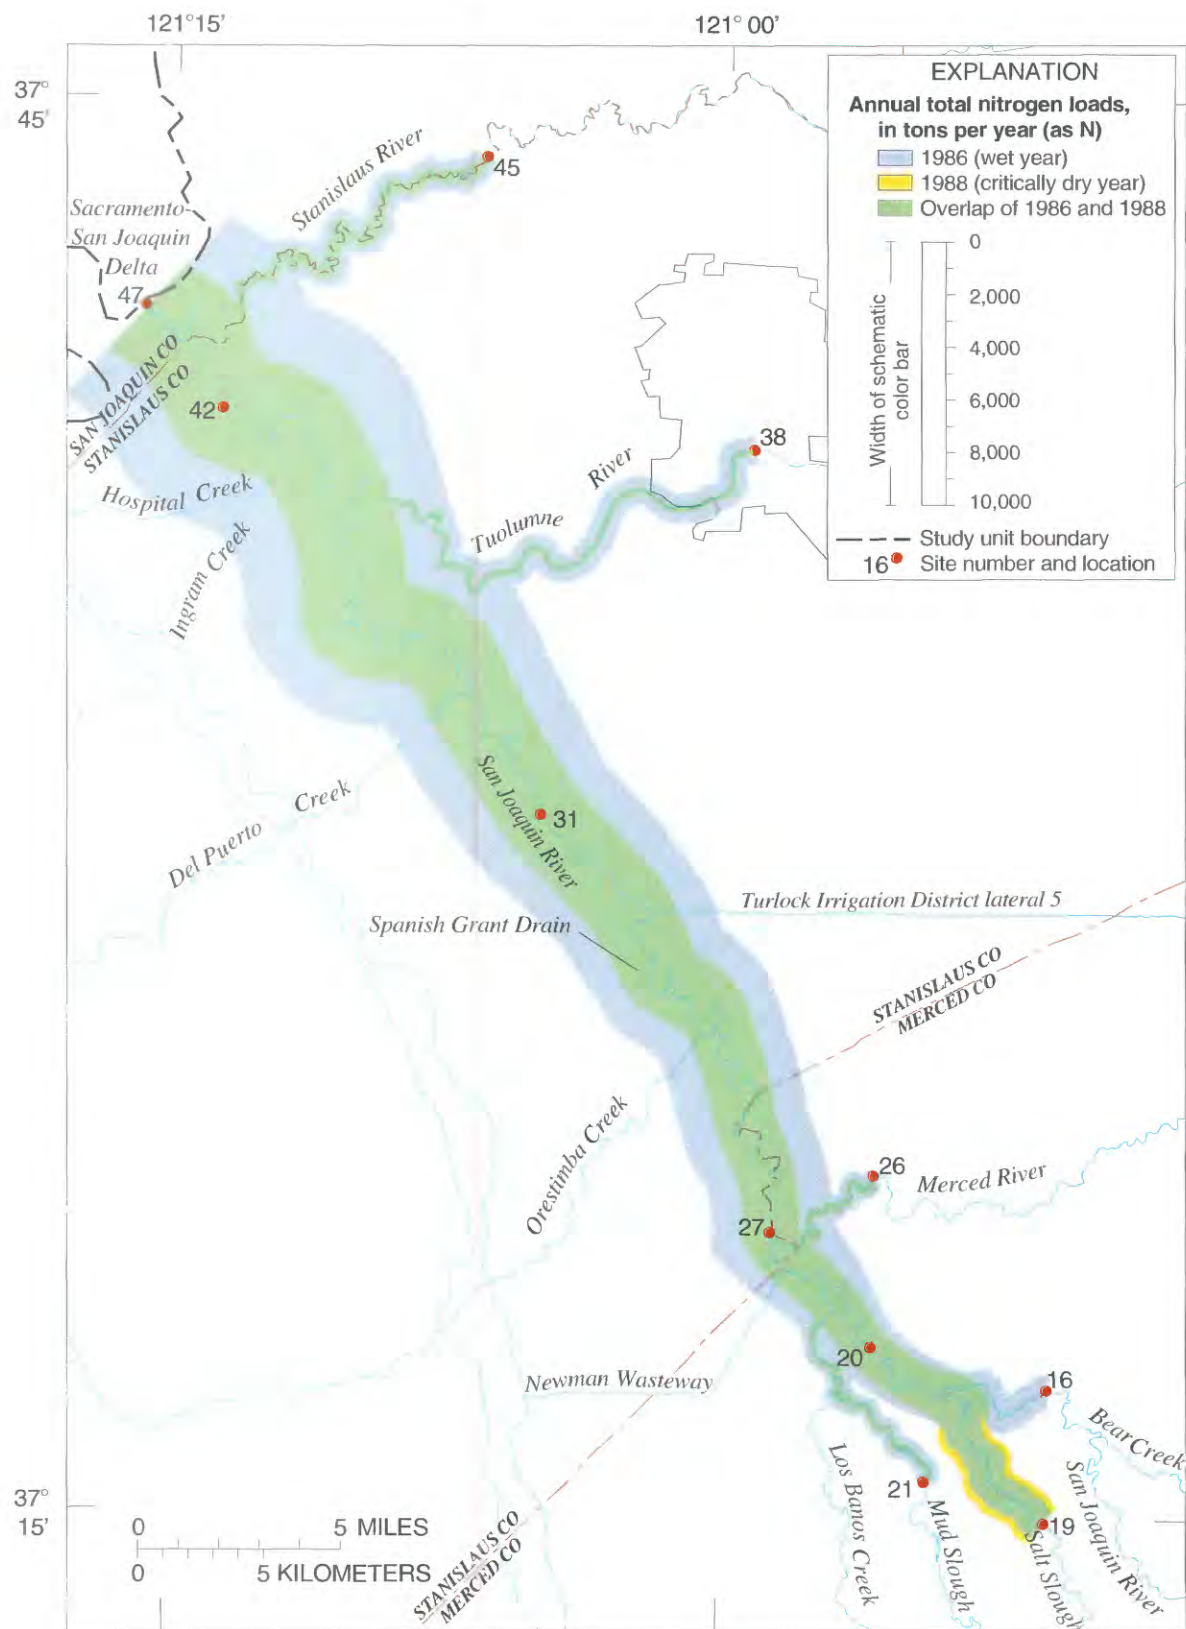 121°15'
121°00'
37°
45'
EXPLANATION
Annual total nitrogen loads,
in tons per year (as N)
1986 (wet year)
1988 (critically dry year)
Overlap of 1986 and 1988
Width of schematic
color bar
0
2,000
4,000
6,000
8,000
10,000
Study unit boundary
16
Site number and location
Stanislaus River
45
Sacramento-
San Joaquin
Delta
47
SAN JOAQUIN CO
STANISLAUS CO
42
38
River
Tuolumne
Hospital Creek
Ingram Creek
San Joaquin River
31
Del Puerto Creek
Turlock Irrigation District lateral 5
Spanish Grant Drain
STANISLAUS CO
MERCED CO
Orestimba Creek
26
Merced River
27
20
Newman Wasteway
16
Bear Creek
Los Banos Creek
21
Mud Slough
19
Salt Slough
San Joaquin River
37°
15'
0
5 MILES
0
5 KILOMETERS
STANISLAUS CO
MERCED CO